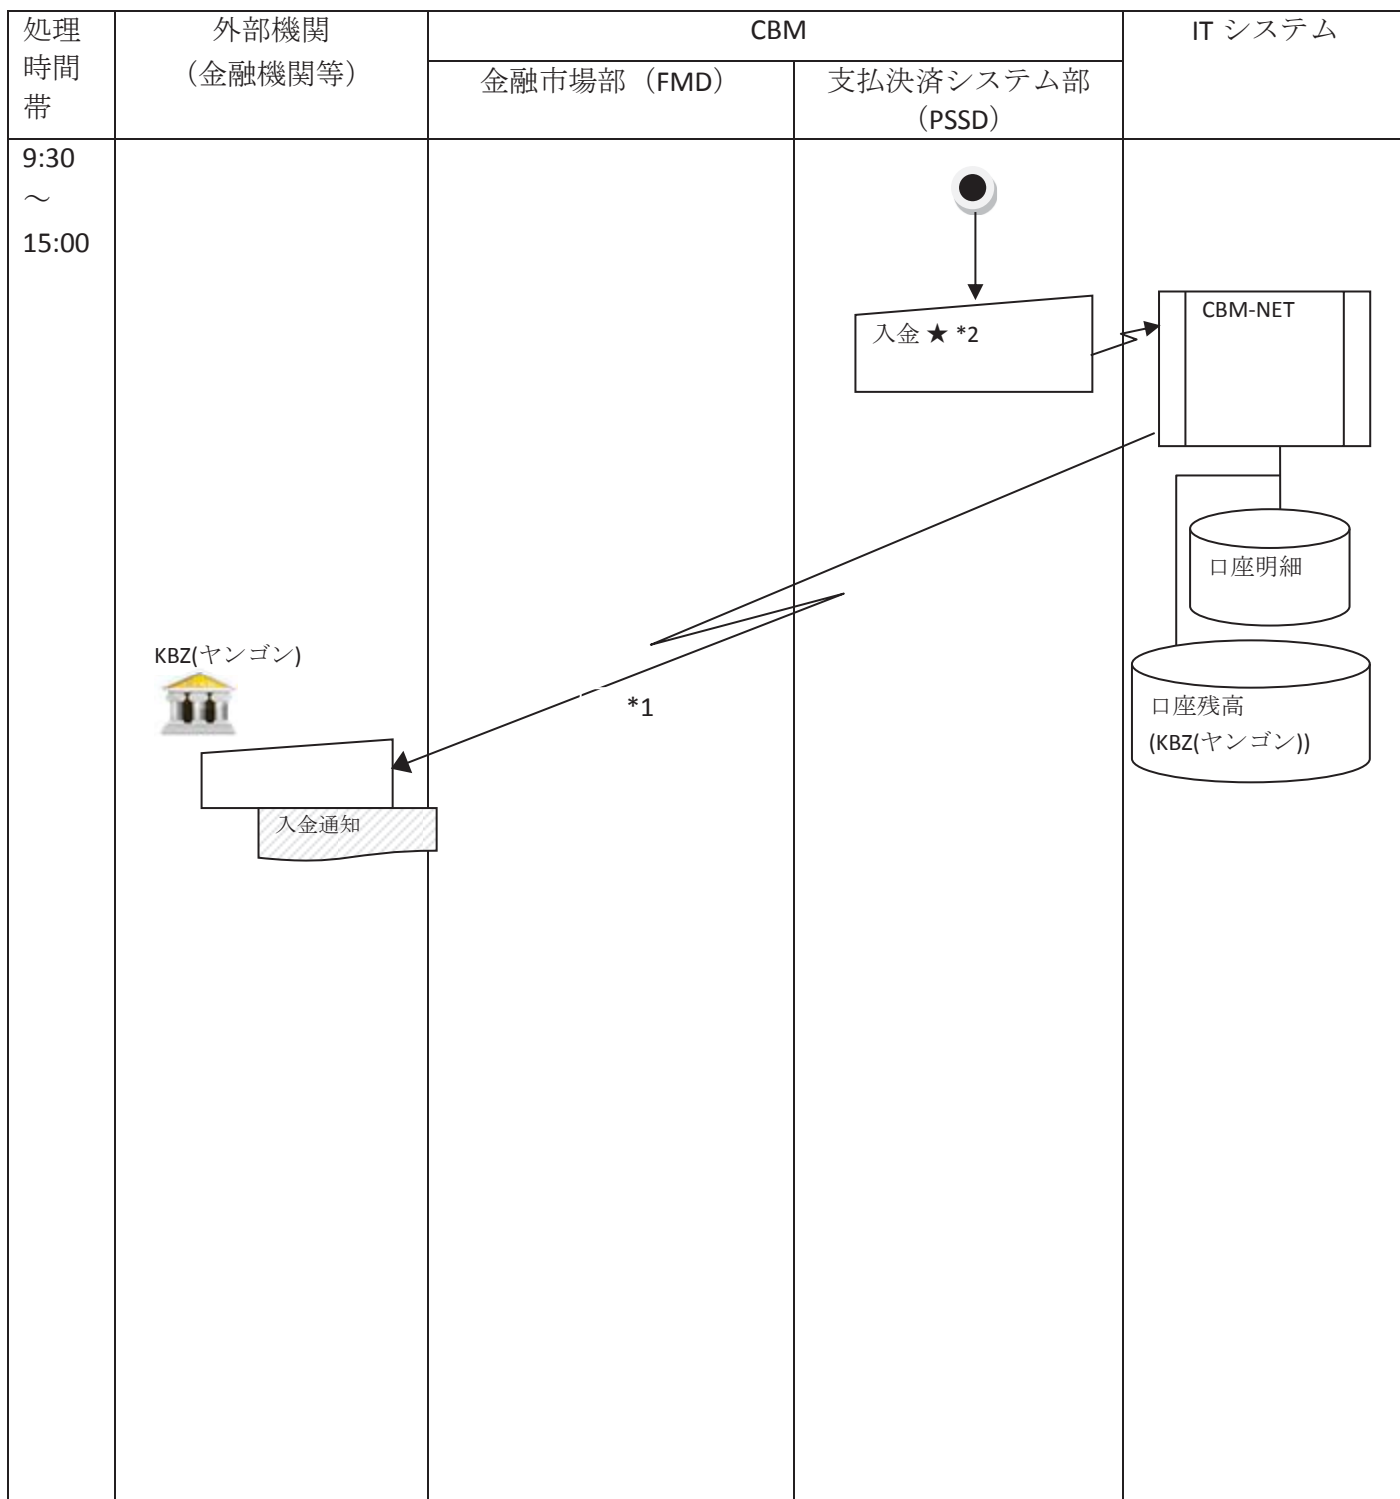 処理
時間
帯
外部機関
（金融機関等）
CBM
IT システム
金融市場部（FMD）
支払決済システム部
（PSSD）
9:30
～
15:00
入金 ★ *2
CBM-NET
口座明細
KBZ(ヤンゴン)
*1
口座残高
(KBZ(ヤンゴン))
入金通知